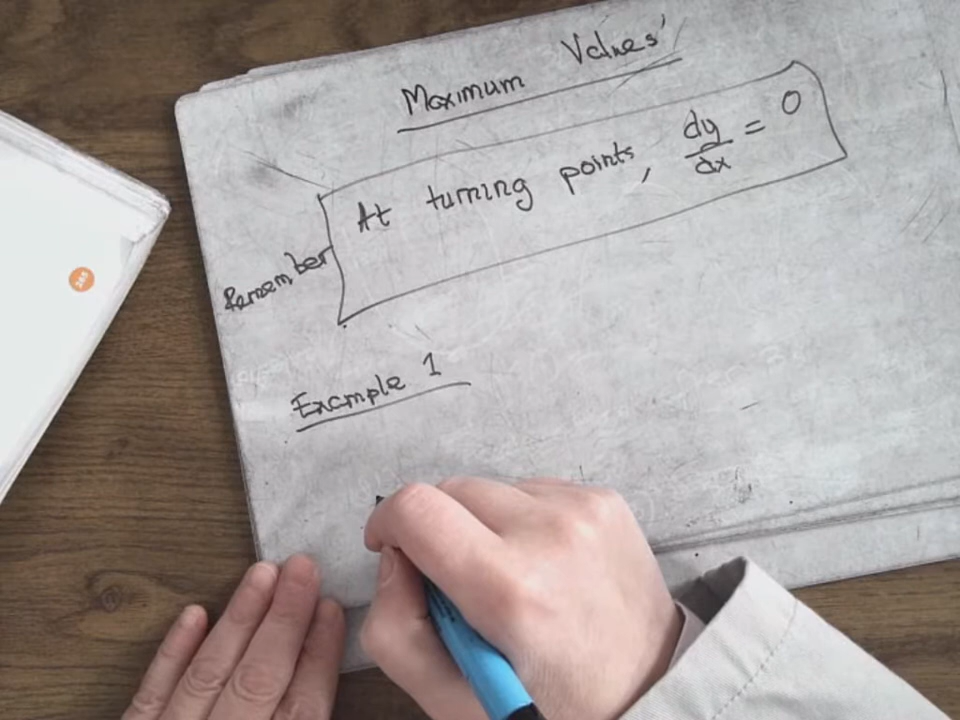 Maximum Values'
At turning points, dy/dx = 0
Remember
Example 1